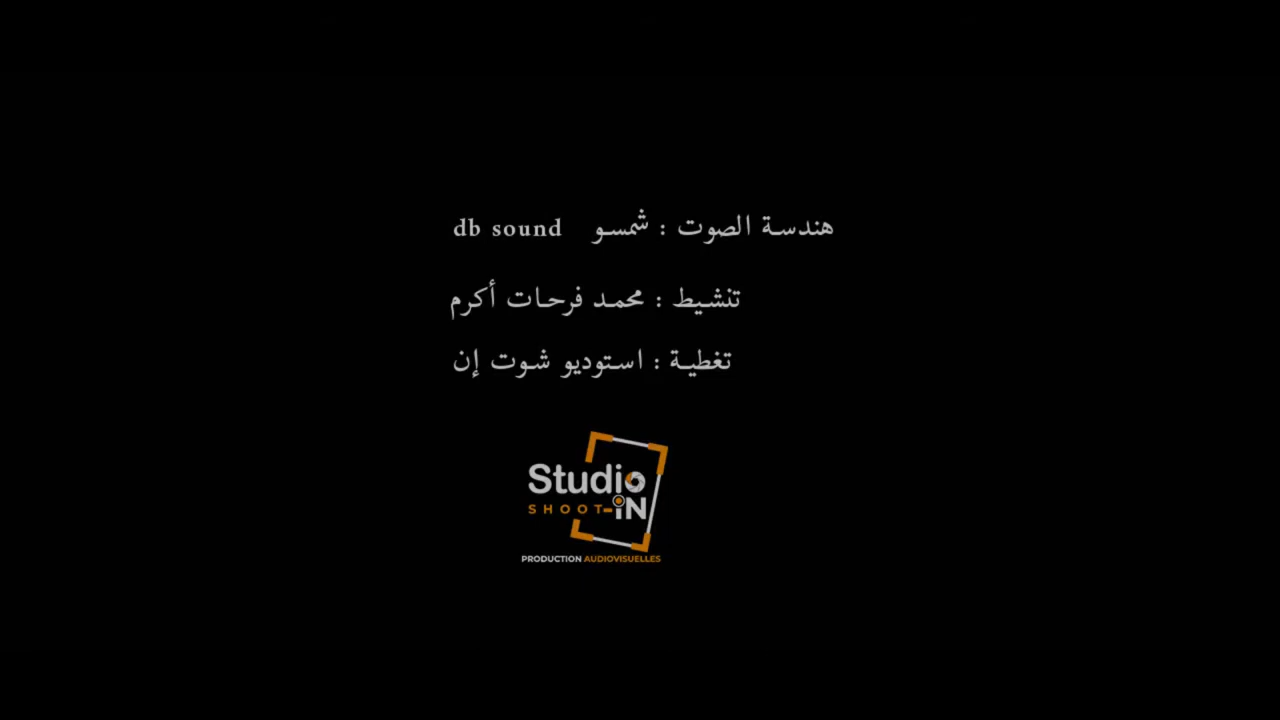 هندسة الصوت : شمسو db sound
تنشيط : محمد فرحات أكرم
تغطية : استوديو شوت إن
Studio
SHOOT-iN
PRODUCTION AUDIOVISUELLES